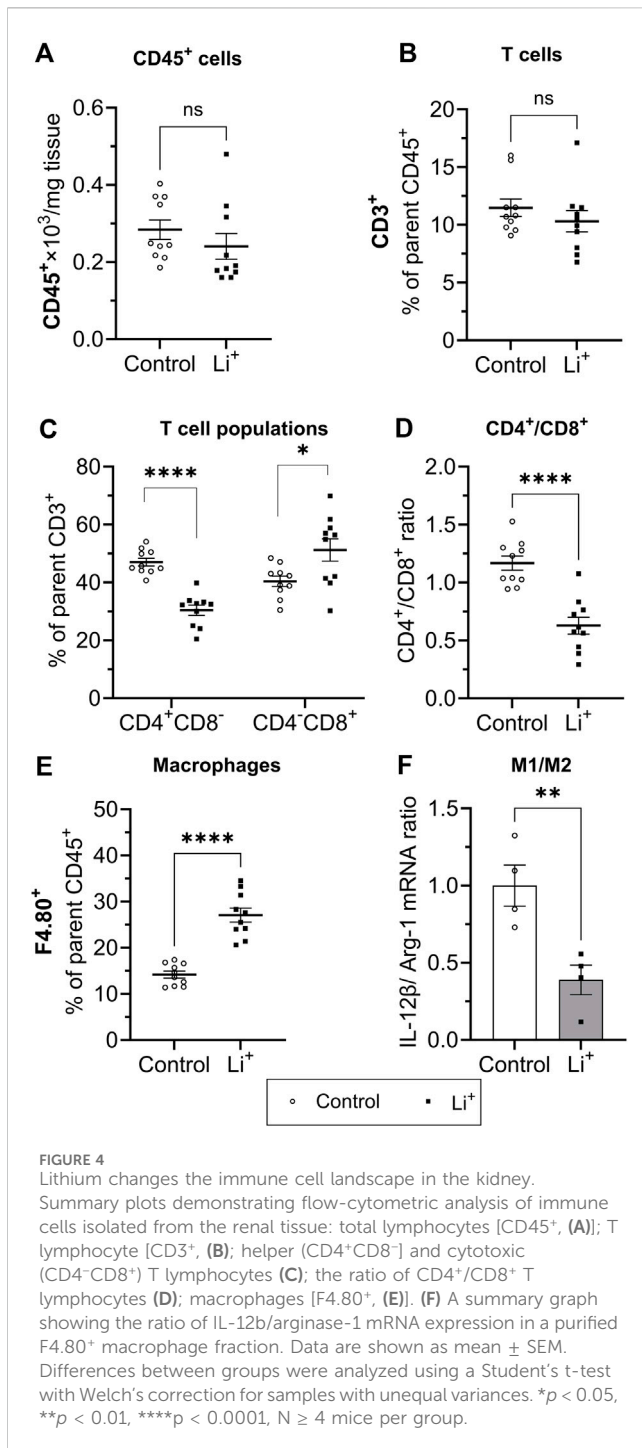 A
CD45⁺ cells
ns
CD45⁺×10³/mg tissue
0.6
0.4
0.2
0.0
Control
Li⁺
B
T cells
ns
CD3⁺
% of parent CD45⁺
20
15
10
5
0
Control
Li⁺
C
T cell populations
****
*
% of parent CD3⁺
80
60
40
20
0
CD4⁺CD8⁻
CD4⁻CD8⁺
D
CD4⁺/CD8⁺
****
CD4⁺/CD8⁺ ratio
2.0
1.5
1.0
0.5
0.0
Control
Li⁺
E
Macrophages
****
F4.80⁺
% of parent CD45⁺
50
40
30
20
10
0
Control
Li⁺
F
M1/M2
**
IL-12β/ Arg-1 mRNA ratio
1.5
1.0
0.5
0.0
Control
Li⁺
Control
Li⁺
FIGURE 4
Lithium changes the immune cell landscape in the kidney.
Summary plots demonstrating flow-cytometric analysis of immune
cells isolated from the renal tissue: total lymphocytes [CD45⁺, (A)]; T
lymphocyte [CD3⁺, (B); helper (CD4⁺CD8⁻] and cytotoxic
(CD4⁻CD8⁺) T lymphocytes (C); the ratio of CD4⁺/CD8⁺ T
lymphocytes (D); macrophages [F4.80⁺, (E)]. (F) A summary graph
showing the ratio of IL-12b/arginase-1 mRNA expression in a purified
F4.80⁺ macrophage fraction. Data are shown as mean ± SEM.
Differences between groups were analyzed using a Student's t-test
with Welch's correction for samples with unequal variances. *p < 0.05,
**p < 0.01, ****p < 0.0001, N ≥ 4 mice per group.